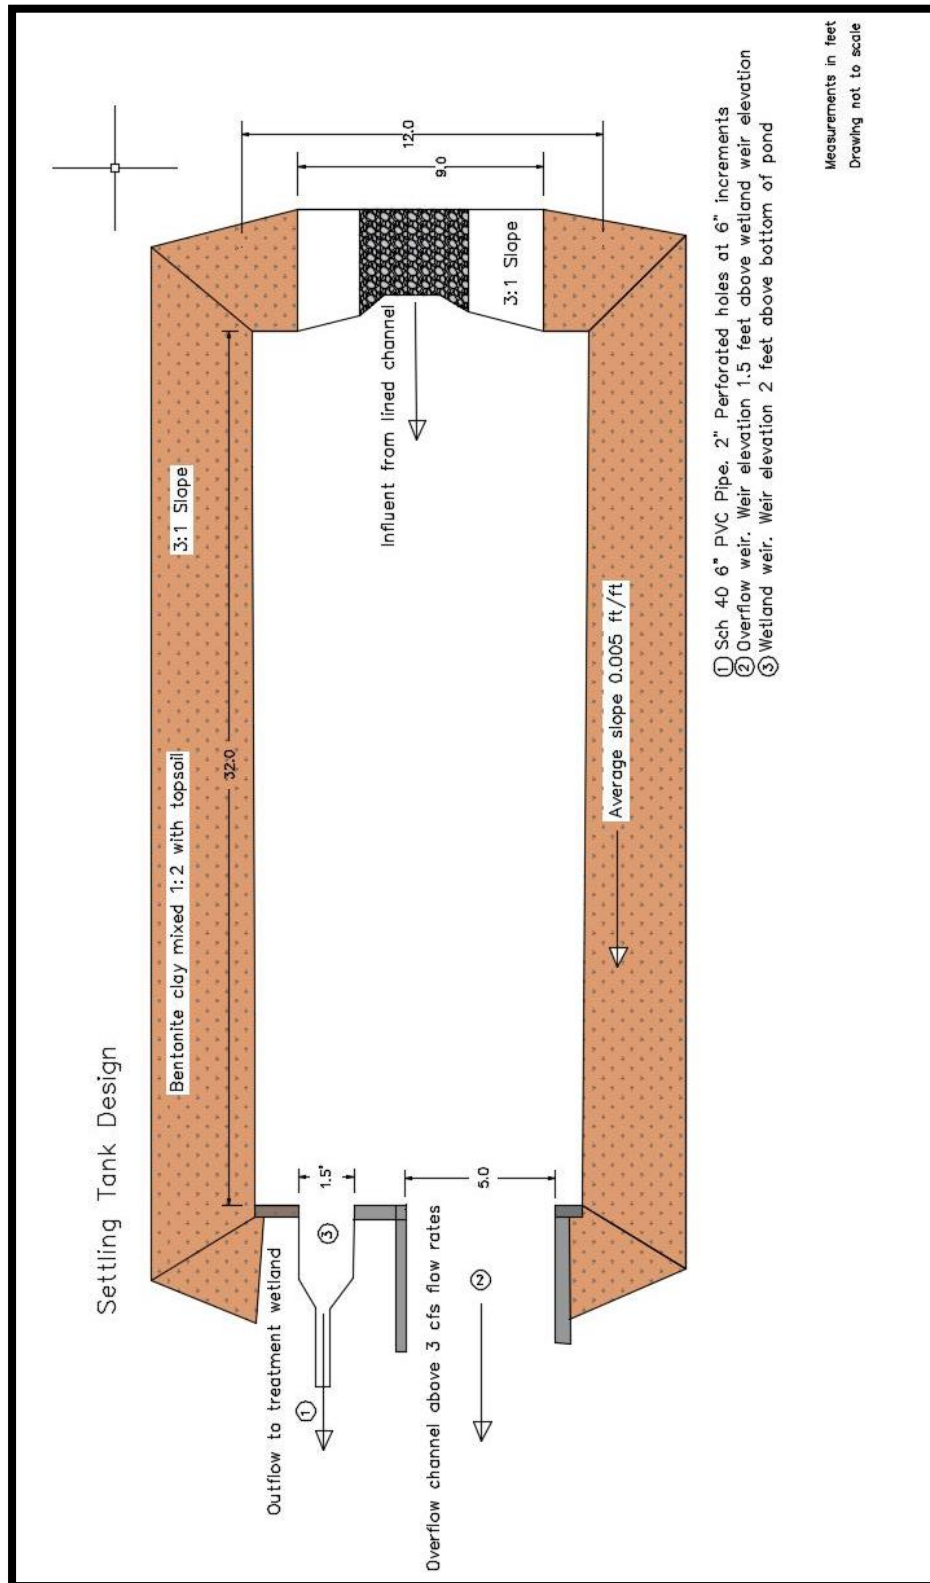 Settling Tank Design
Bentonite clay mixed 1:2 with topsoil
3:1 Slope
32.0
Outflow to treatment wetland
1
3
1.5"
Influent from lined channel
12.0
9.0
3:1 Slope
Overflow channel above 3 cfs flow rates
2
5.0
Average slope 0.005 ft/ft
1 Sch 40 6" PVC Pipe. 2" Perforated holes at 6" increments
2 Overflow weir. Weir elevation 1.5 feet above wetland weir elevation
3 Wetland weir. Weir elevation 2 feet above bottom of pond
Measurements in feet
Drawing not to scale